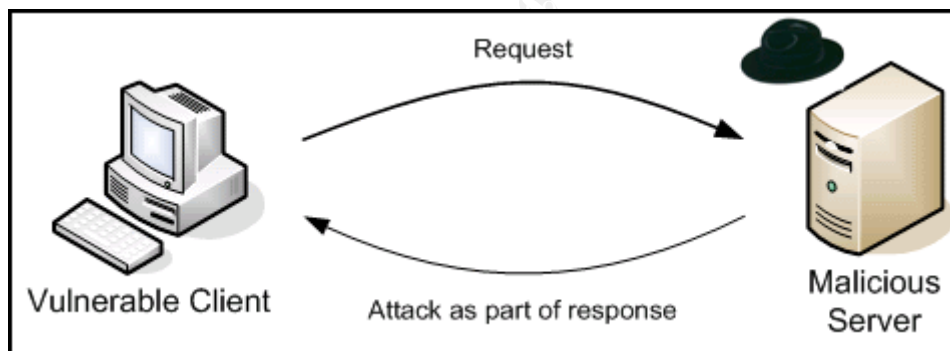 Request
Vulnerable Client
Attack as part of response
Malicious
Server